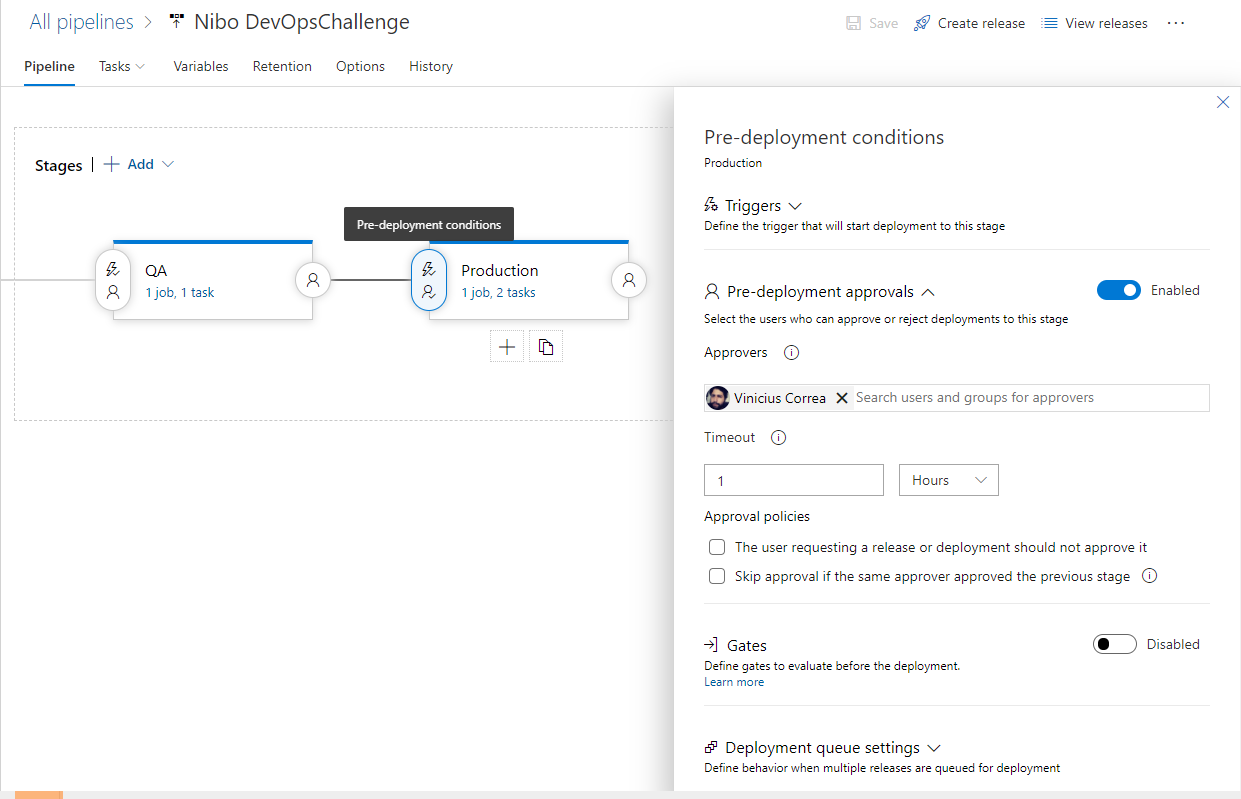 All pipelines > Nibo DevOpsChallenge
Save Create release View releases ...
Pipeline Tasks Variables Retention Options History
Stages | + Add
Pre-deployment conditions
QA
1 job, 1 task
Production
1 job, 2 tasks
Pre-deployment conditions
Production
Triggers
Define the trigger that will start deployment to this stage
Pre-deployment approvals Enabled
Select the users who can approve or reject deployments to this stage
Approvers
Vinicius Correa Search users and groups for approvers
Timeout
1 Hours
Approval policies
The user requesting a release or deployment should not approve it
Skip approval if the same approver approved the previous stage
Gates Disabled
Define gates to evaluate before the deployment.
Learn more
Deployment queue settings
Define behavior when multiple releases are queued for deployment